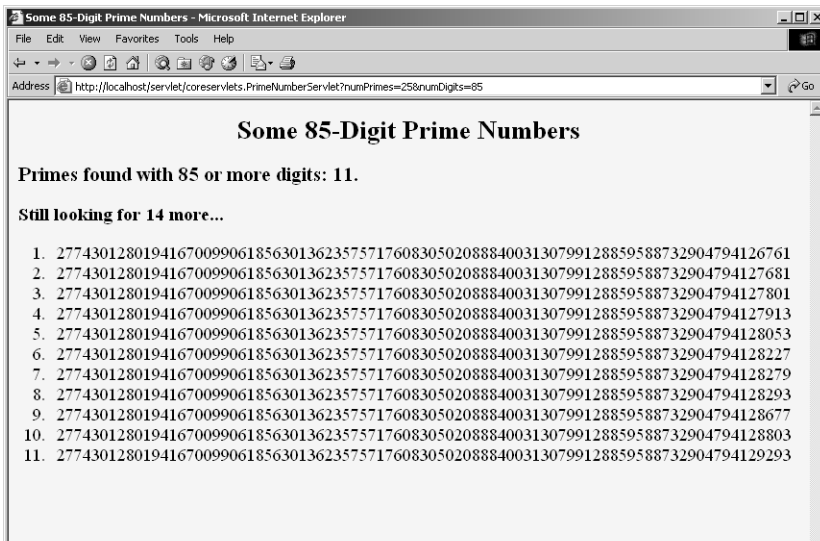 Some 85-Digit Prime Numbers - Microsoft Internet Explorer
File Edit View Favorites Tools Help
Address http://localhost/servlet/coreservlets.PrimeNumberServlet?numPrimes=25&numDigits=85 Go
Some 85-Digit Prime Numbers
Primes found with 85 or more digits: 11.
Still looking for 14 more...
1. 2774301280194167009906185630136235757176083050208884003130799128859588732904794126761
2. 2774301280194167009906185630136235757176083050208884003130799128859588732904794127681
3. 2774301280194167009906185630136235757176083050208884003130799128859588732904794127801
4. 2774301280194167009906185630136235757176083050208884003130799128859588732904794127913
5. 2774301280194167009906185630136235757176083050208884003130799128859588732904794128053
6. 2774301280194167009906185630136235757176083050208884003130799128859588732904794128227
7. 2774301280194167009906185630136235757176083050208884003130799128859588732904794128279
8. 2774301280194167009906185630136235757176083050208884003130799128859588732904794128293
9. 2774301280194167009906185630136235757176083050208884003130799128859588732904794128677
10. 2774301280194167009906185630136235757176083050208884003130799128859588732904794128803
11. 2774301280194167009906185630136235757176083050208884003130799128859588732904794129293